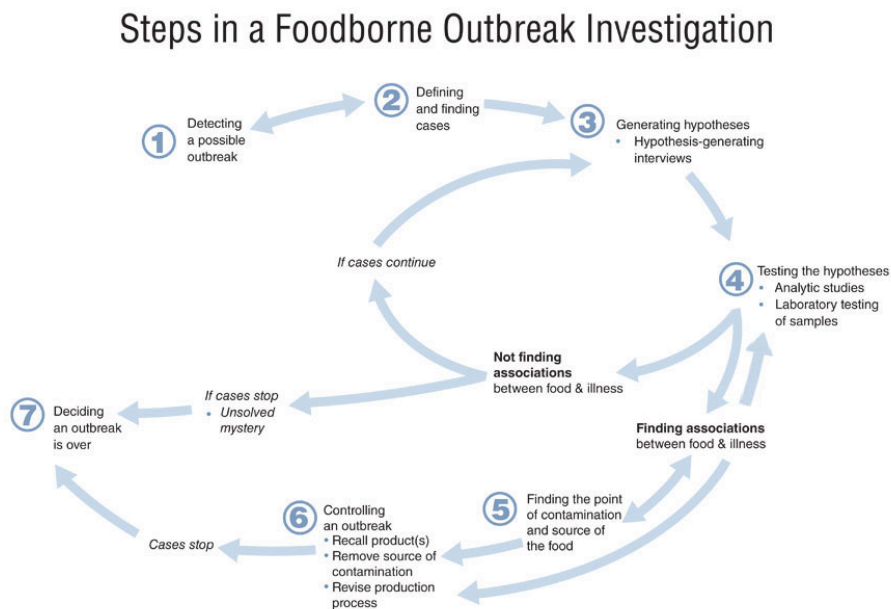 Steps in a Foodborne Outbreak Investigation
1
Detecting
a possible
outbreak
2
Defining
and finding
cases
3
Generating hypotheses
• Hypothesis-generating
interviews
4
Testing the hypotheses
• Analytic studies
• Laboratory testing
of samples
If cases continue
Not finding
associations
between food & illness
If cases stop
• Unsolved
mystery
Finding associations
between food & illness
5
Finding the point
of contamination
and source of
the food
6
Controlling
an outbreak
• Recall product(s)
• Remove source of
contamination
• Revise production
process
Cases stop
7
Deciding
an outbreak
is over